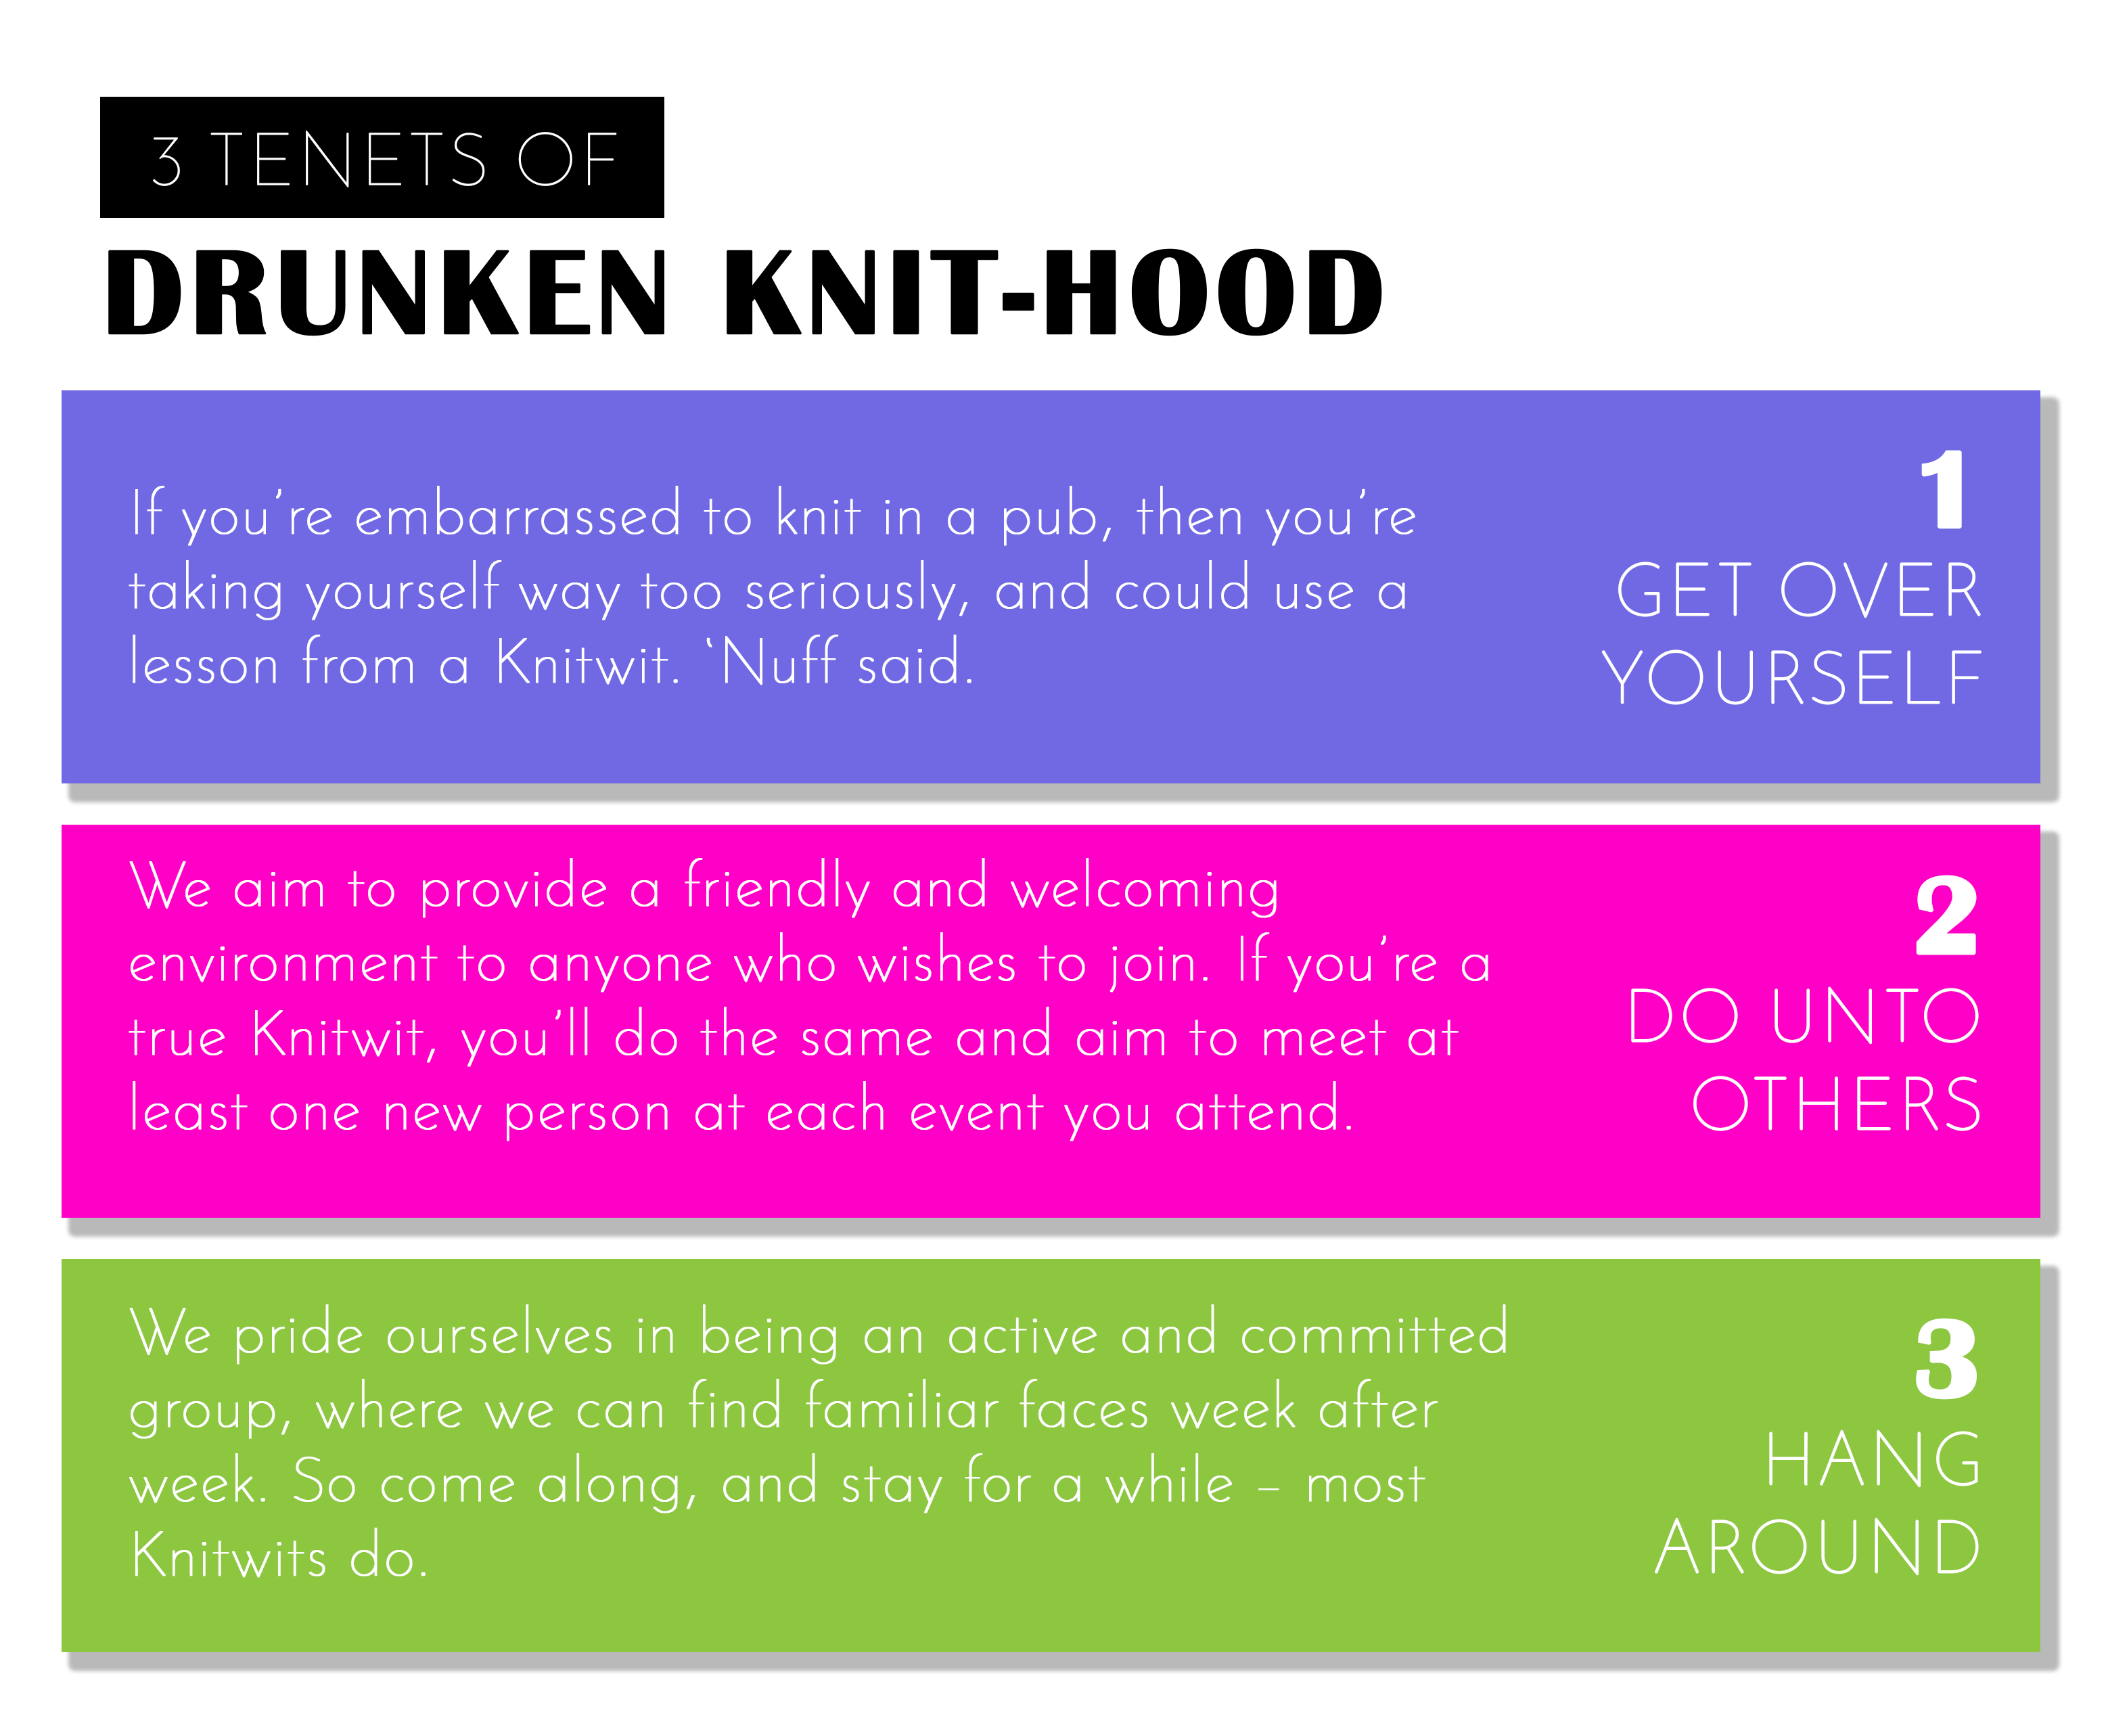 3 TENETS OF
DRUNKEN KNIT-HOOD
If you’re embarrassed to knit in a pub, then you’re
taking yourself way too seriously, and could use a
lesson from a Knitwit. ‘Nuff said.
1
GET OVER
YOURSELF
We aim to provide a friendly and welcoming
environment to anyone who wishes to join. If you’re a
true Knitwit, you’ll do the same and aim to meet at
least one new person at each event you attend.
2
DO UNTO
OTHERS
We pride ourselves in being an active and committed
group, where we can find familiar faces week after
week. So come along, and stay for a while – most
Knitwits do.
3
HANG
AROUND